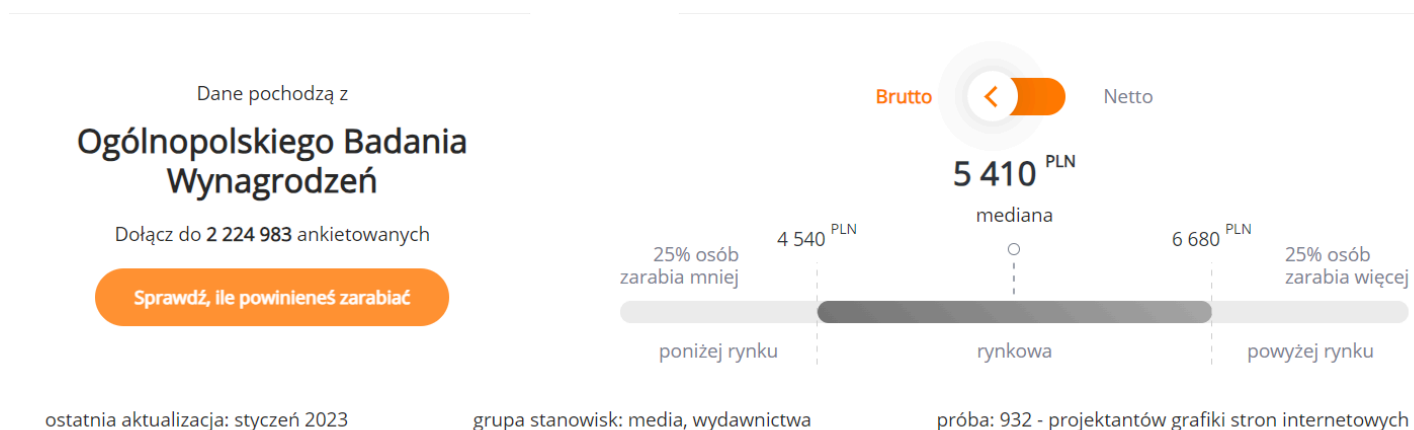 Dane pochodzą z
Ogólnopolskiego Badania
Wynagrodzeń
Dołącz do 2 224 983 ankietowanych
Sprawdź, ile powinieneś zarabiać
Brutto Netto
5 410 PLN
mediana
4 540 PLN
6 680 PLN
25% osób
zarabia mniej
25% osób
zarabia więcej
poniżej rynku
rynkowa
powyżej rynku
ostatnia aktualizacja: styczeń 2023
grupa stanowisk: media, wydawnictwa
próba: 932 - projektantów grafiki stron internetowych